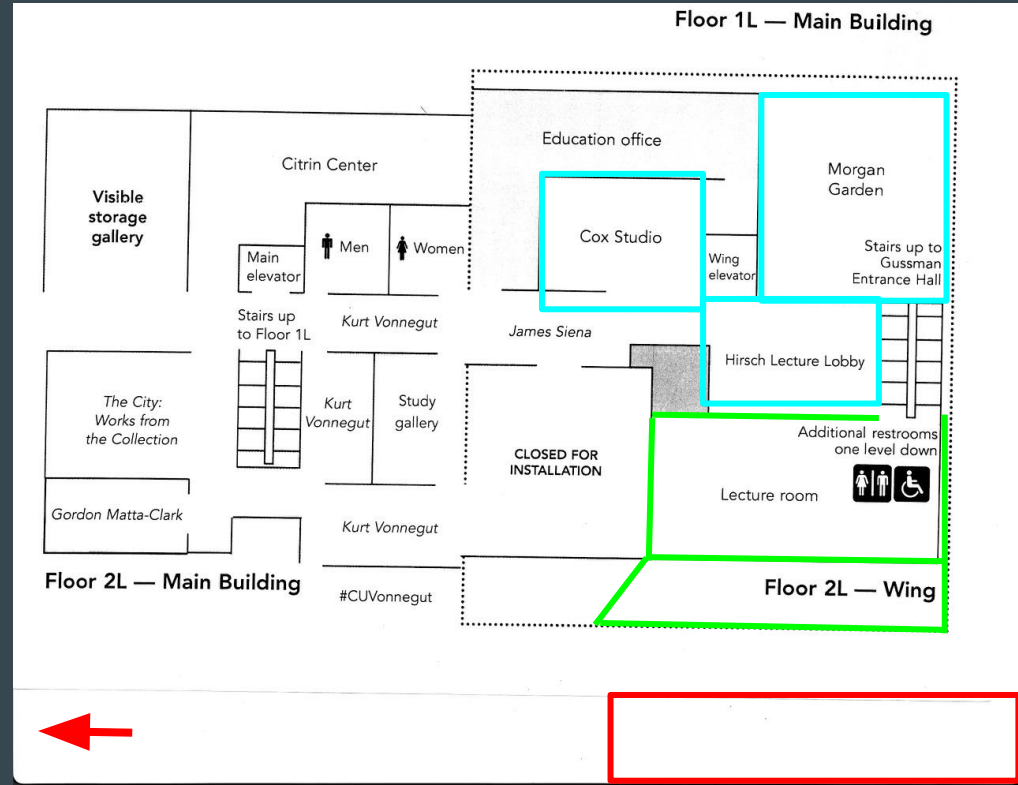 Floor 1L — Main Building
Education office
Citrin Center
Morgan
Garden
Visible
storage
gallery
Cox Studio
Men
Women
Main
elevator
Wing
elevator
Stairs up to
Gussman
Entrance Hall
Stairs up
to Floor 1L
Kurt Vonnegut
James Siena
Hirsch Lecture Lobby
The City:
Works from
the Collection
Kurt
Vonnegut
Study
gallery
CLOSED FOR
INSTALLATION
Additional restrooms
one level down
Lecture room
Gordon Matta-Clark
Kurt Vonnegut
Floor 2L — Main Building
#CUVonnegut
Floor 2L — Wing